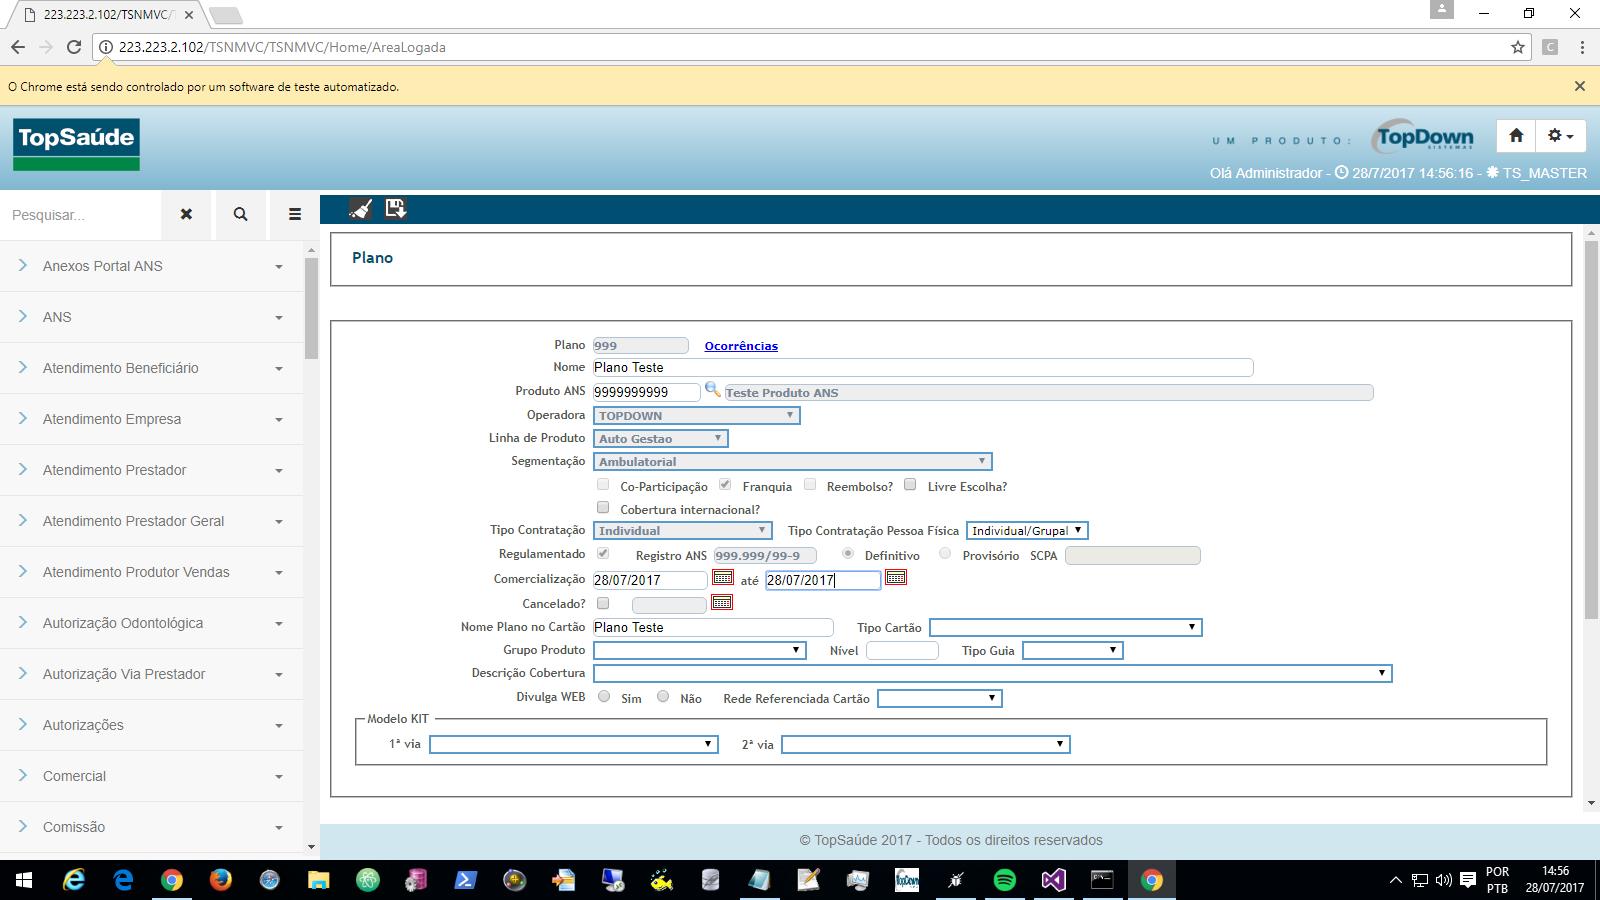 223.223.2.102/TSNMVC/T
223.223.2.102/TSNMVC/TSNMVC/Home/AreaLogada
C
O Chrome está sendo controlado por um software de teste automatizado.
TopSaúde
UM PRODUTO:
TopDown
SISTEMAS
Olá Administrador - 28/7/2017 14:56:16 - TS_MASTER
Pesquisar...
Anexos Portal ANS
ANS
Atendimento Beneficiário
Atendimento Empresa
Atendimento Prestador
Atendimento Prestador Geral
Atendimento Produtor Vendas
Autorização Odontológica
Autorização Via Prestador
Autorizações
Comercial
Comissão
Plano
Plano 999 Ocorrências
Nome Plano Teste
Produto ANS 9999999999 Teste Produto ANS
Operadora TOPDOWN
Linha de Produto Auto Gestao
Segmentação Ambulatorial
Co-Participação Franquia Reembolso? Livre Escolha?
Cobertura internacional?
Tipo Contratação Individual Tipo Contratação Pessoa Física Individual/Grupal
Regulamentado Registro ANS 999.999/99-9 Definitivo Provisório SCPA
Comercialização 28/07/2017 até 28/07/2017
Cancelado?
Nome Plano no Cartão Plano Teste Tipo Cartão
Grupo Produto Nível Tipo Guia
Descrição Cobertura
Divulga WEB Sim Não Rede Referenciada Cartão
Modelo KIT
1ª via 2ª via
© TopSaúde 2017 - Todos os direitos reservados
TopDown
POR
PTB
14:56
28/07/2017